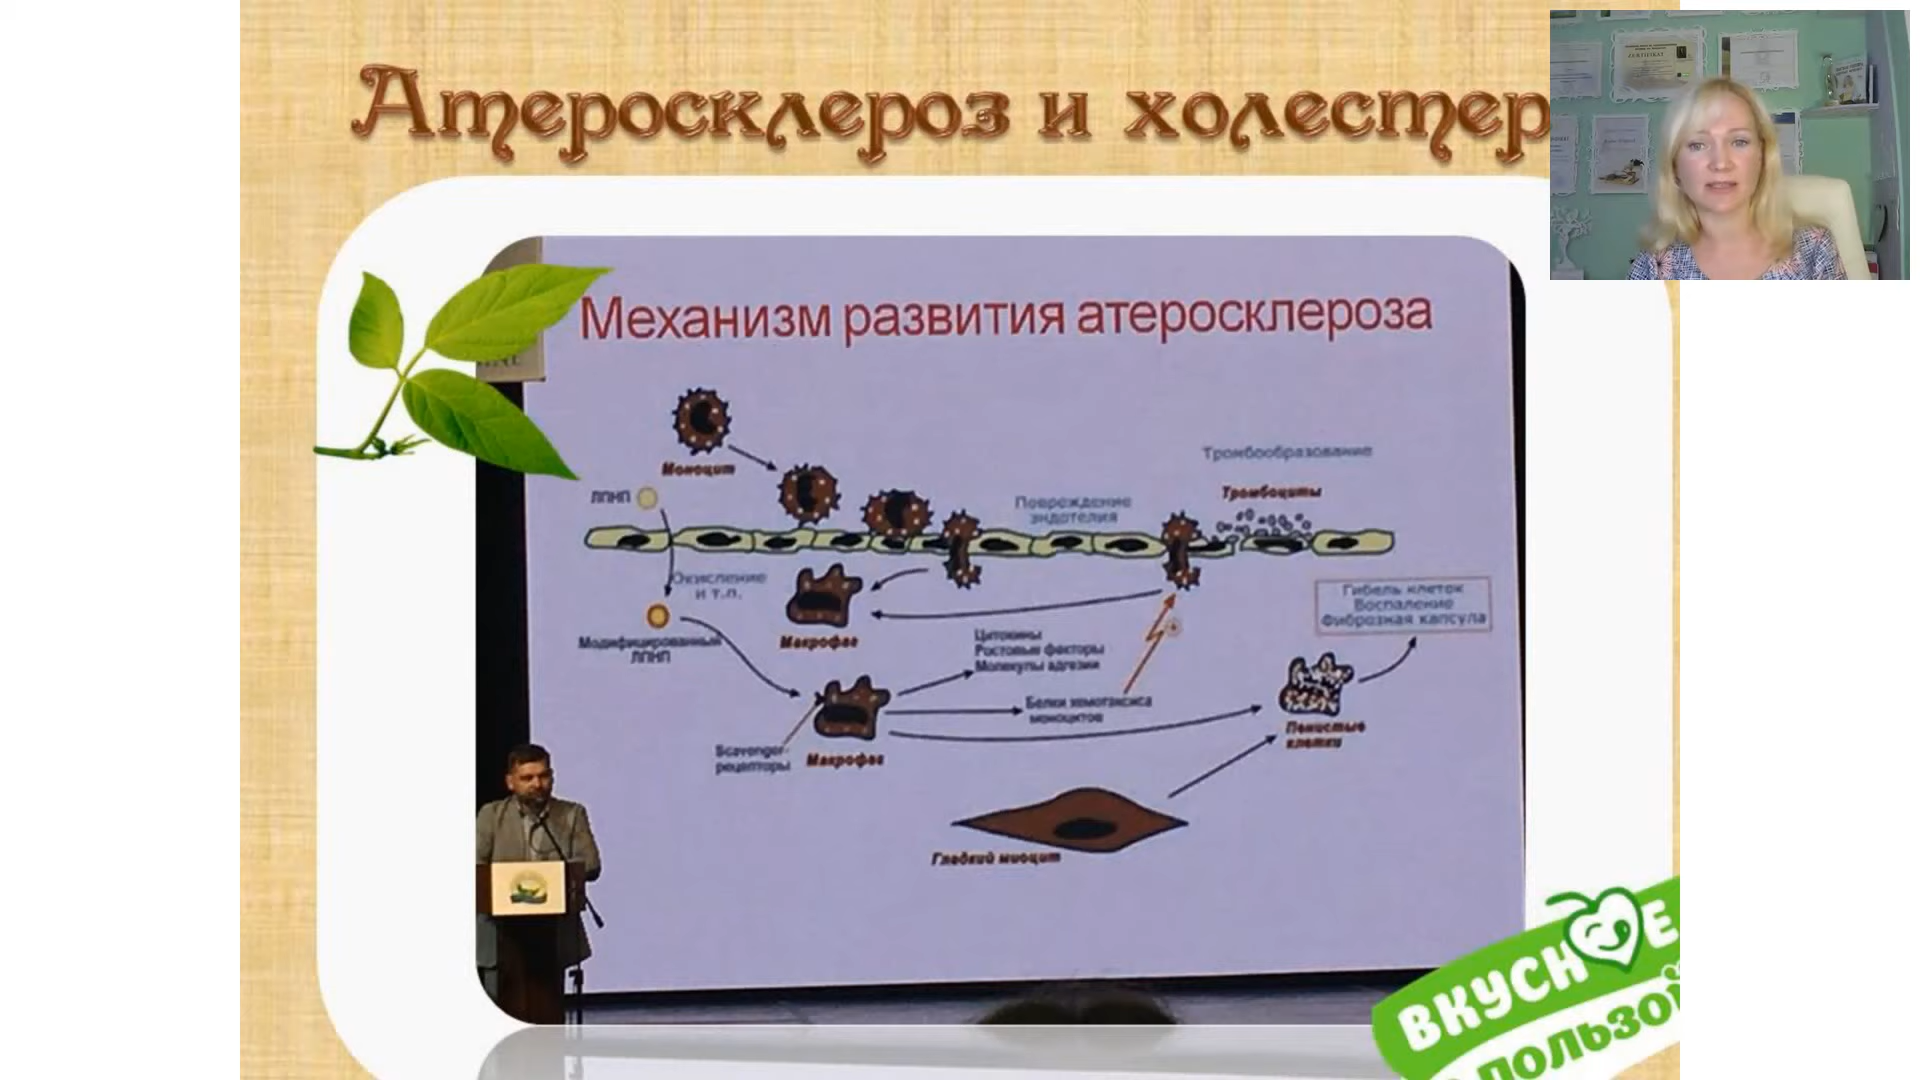 Атеросклероз и холестер
СЕРТИФИКАТ
Механизм развития атеросклероза
Моноцит
ЛПНП
Повреждение
эндотелия
Тромбообразование
Тромбоциты
Окисление
и т.п.
Модифицированный
ЛПНП
Макрофаг
Цитокины
Ростовые факторы
Молекулы адгезии
Белки хемотаксиса
моноцитов
Гибель клеток
Воспаление
Фиброзная капсула
Scavenger-
рецепторы
Макрофаг
Пенистые
клетки
Гладкий миоцит
ВКУСНОЕ
пользой